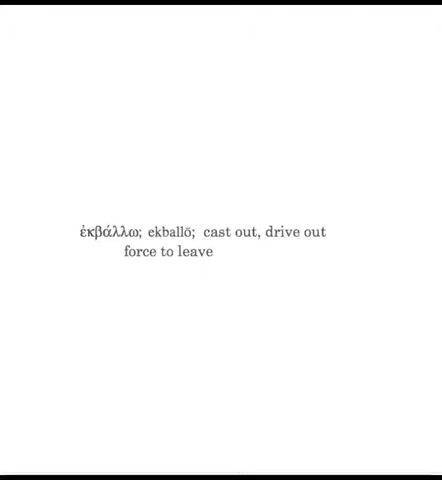 ἐκβάλλω; ekballō; cast out, drive out
force to leave